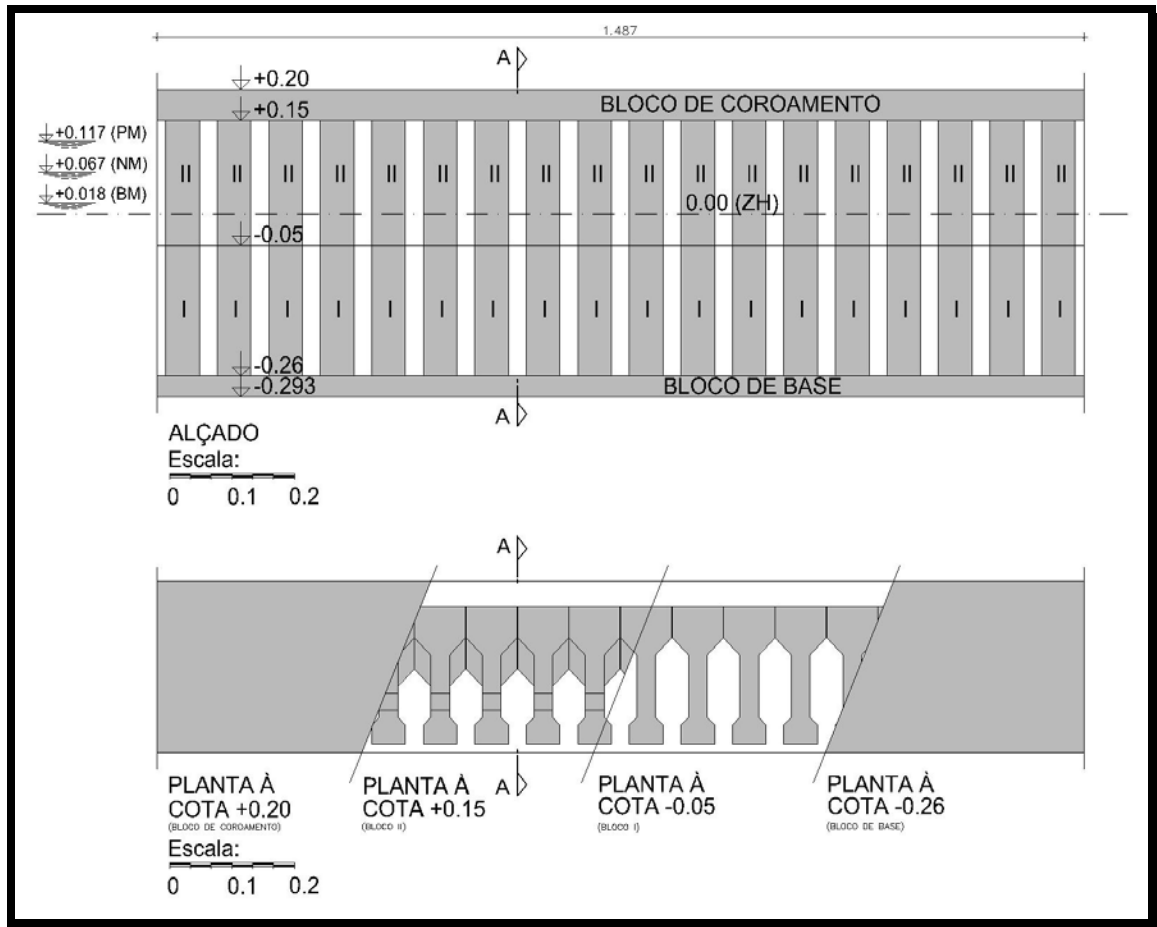 1.487
A
+0.20
BLOCO DE COROAMENTO
+0.15
+0.117 (PM)
+0.067 (NM)
II II II II II II II II II II II II II II II II II II
+0.018 (BM)
0.00 (ZH)
-0.05
I I I I I I I I I I I I I I I I I I
-0.26
-0.293
BLOCO DE BASE
A
ALÇADO
Escala:
0 0.1 0.2
A
A
PLANTA À
COTA +0.20
(BLOCO DE COROAMENTO)
PLANTA À
COTA +0.15
(BLOCO II)
PLANTA À
COTA -0.05
(BLOCO I)
PLANTA À
COTA -0.26
(BLOCO DE BASE)
Escala:
0 0.1 0.2